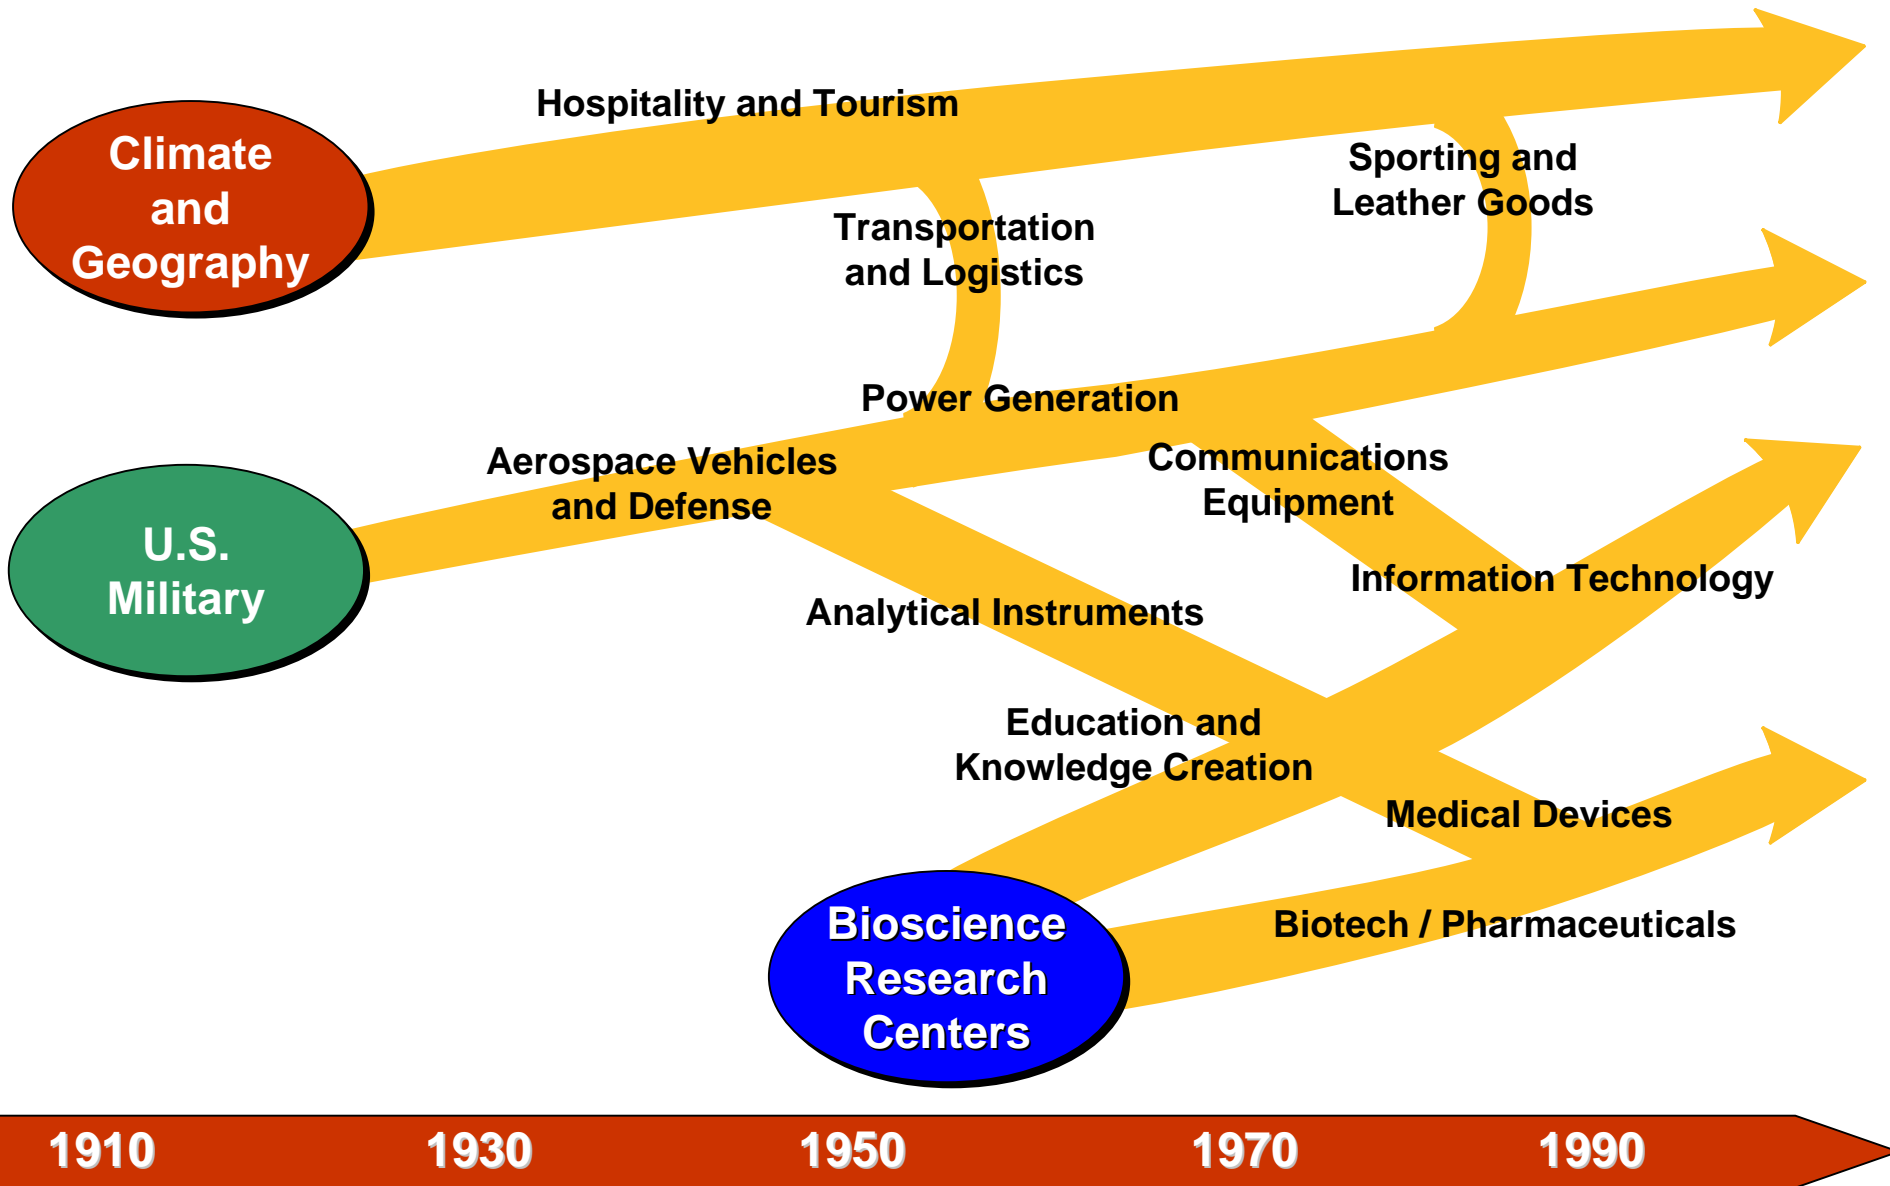 Hospitality and Tourism
Climate
and
Geography
Sporting and
Leather Goods
Transportation
and Logistics
Power Generation
Aerospace Vehicles
and Defense
Communications
Equipment
U.S.
Military
Information Technology
Analytical Instruments
Education and
Knowledge Creation
Medical Devices
Bioscience
Research
Centers
Biotech / Pharmaceuticals
1910 1930 1950 1970 1990